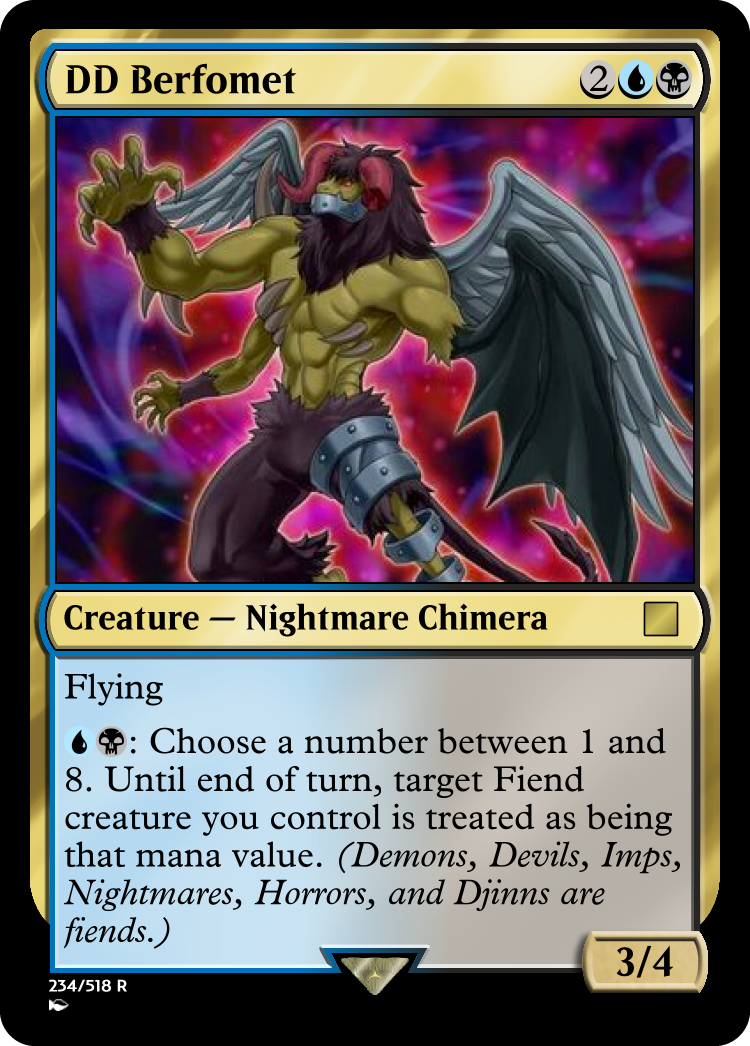 DD Berfomet 2
Creature — Nightmare Chimera
Flying
: Choose a number between 1 and
8. Until end of turn, target Fiend
creature you control is treated as being
that mana value. (Demons, Devils, Imps,
Nightmares, Horrors, and Djinns are
fiends.)
3/4
234/518 R